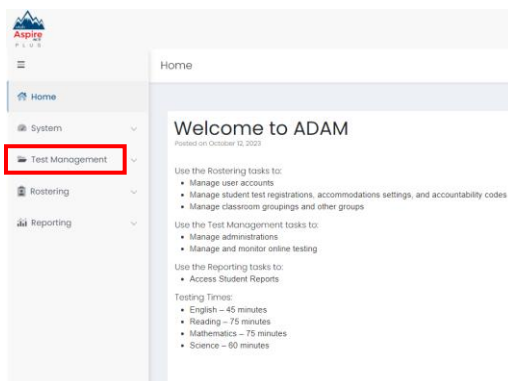 Aspire
PLUS
Home
Home
System
Test Management
Rostering
Reporting
Welcome to ADAM
Posted on October 12, 2023
Use the Rostering tasks to:
• Manage user accounts
• Manage student test registrations, accommodations settings, and accountability codes
• Manage classroom groupings and other groups
Use the Test Management tasks to:
• Manage administrations
• Manage and monitor online testing
Use the Reporting tasks to:
• Access Student Reports
Testing Times:
• English – 45 minutes
• Reading – 75 minutes
• Mathematics – 75 minutes
• Science – 60 minutes